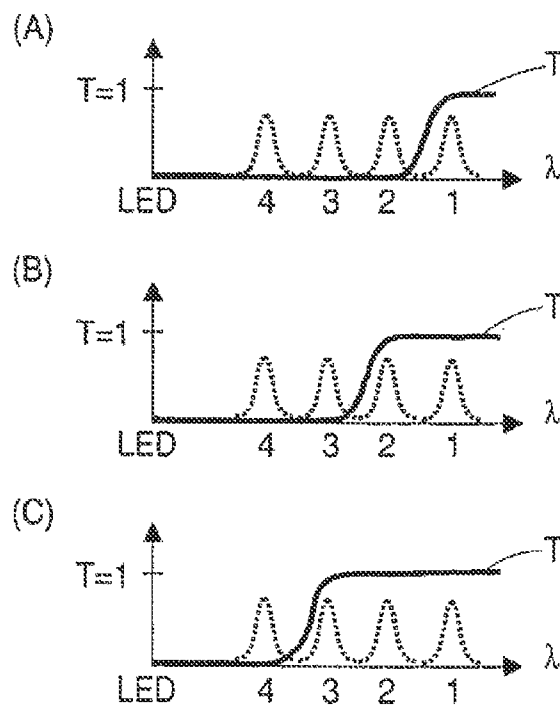 (A)
T=1
T
λ
LED 4 3 2 1
(B)
T=1
T
λ
LED 4 3 2 1
(C)
T=1
T
λ
LED 4 3 2 1